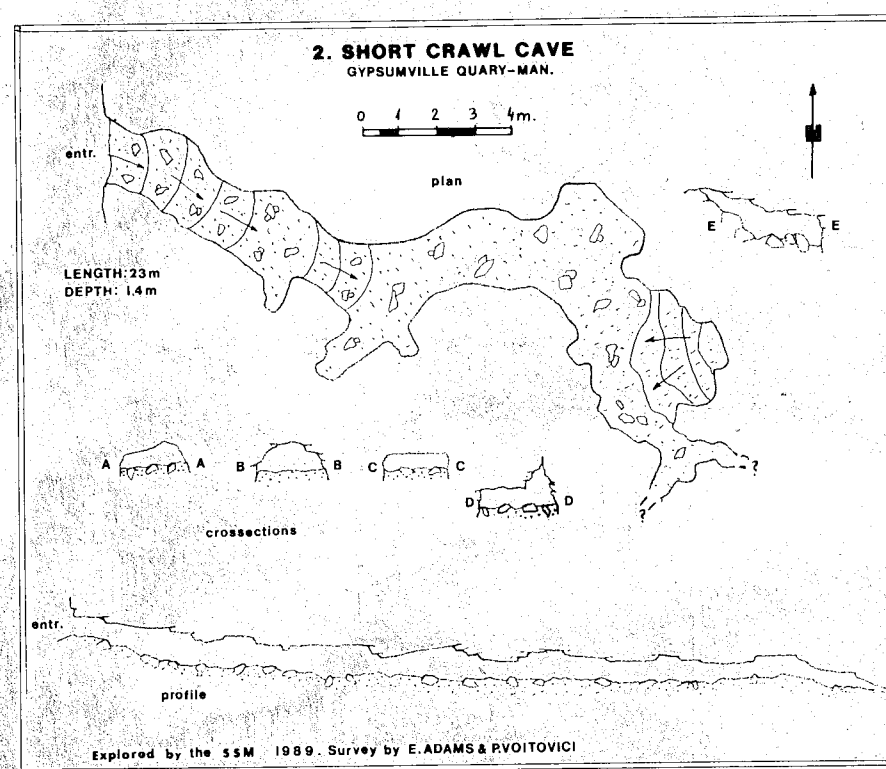 2. SHORT CRAWL CAVE
GYPSUMVILLE QUARY-MAN.
0 1 2 3 4m.
entr.
plan
N
E E
LENGTH: 23m
DEPTH: 1.4m
A A B B C C
D D
? ?
crossections
entr.
profile
Explored by the SSM 1989. Survey by E.ADAMS & P.VOITOVICI